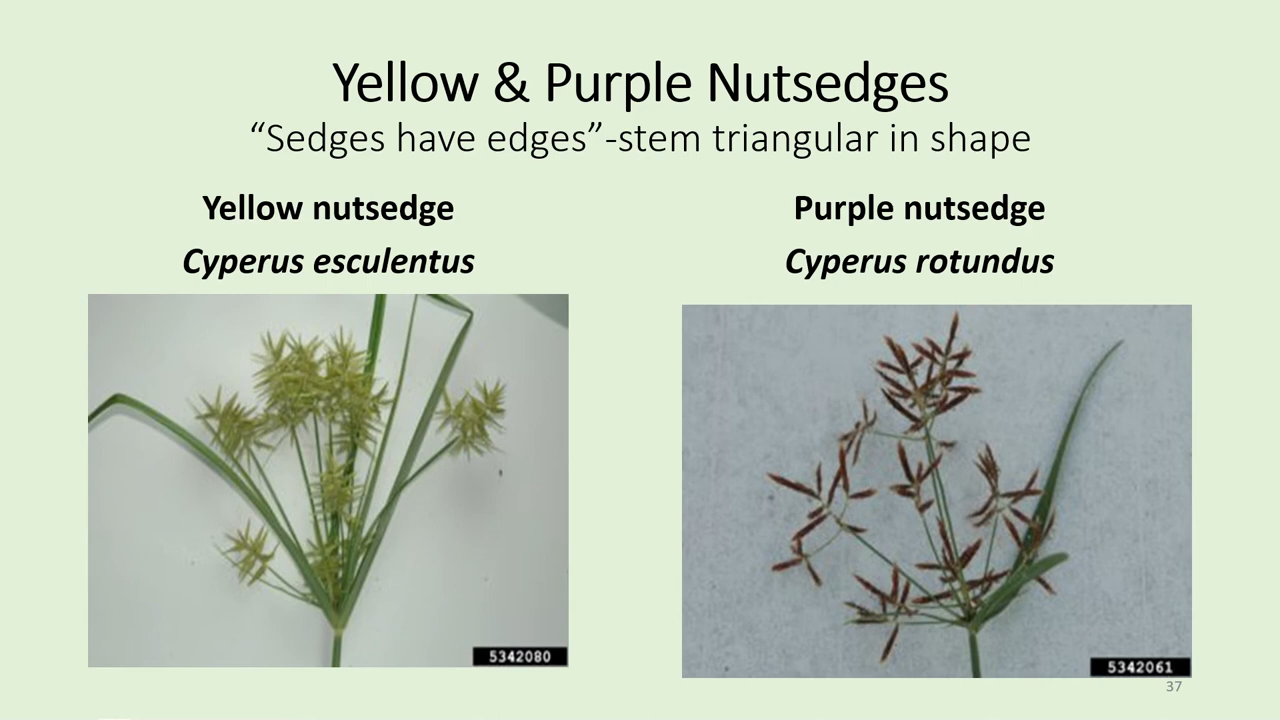 Yellow & Purple Nutsedges
“Sedges have edges”-stem triangular in shape
Yellow nutsedge
Cyperus esculentus
Purple nutsedge
Cyperus rotundus
5342080
5342061
37